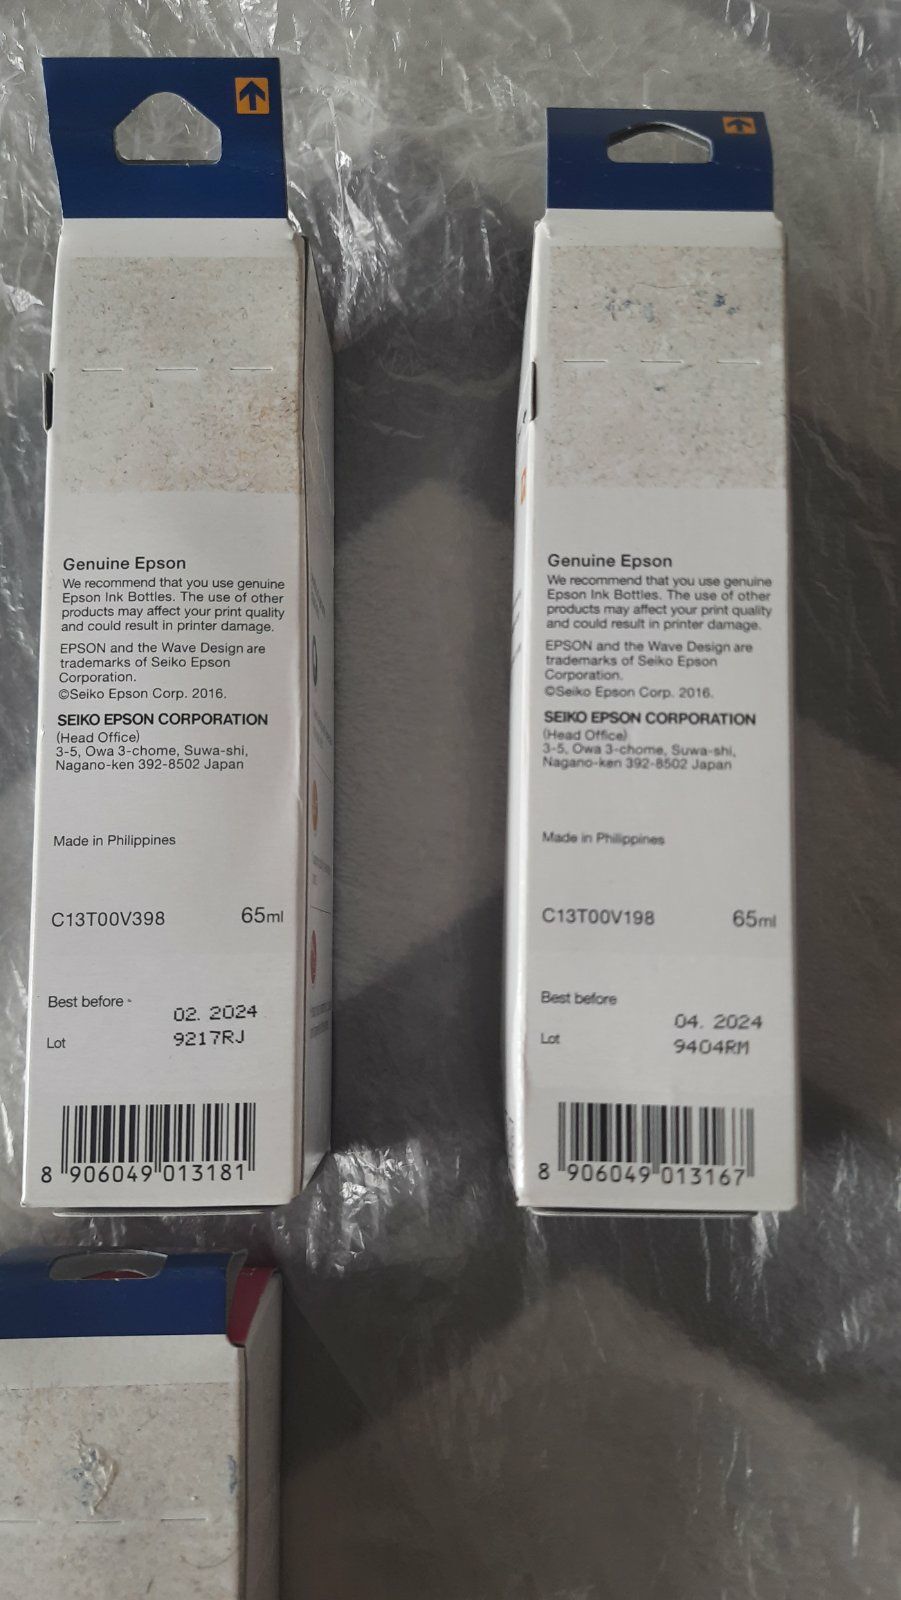 Genuine Epson
We recommend that you use genuine
Epson Ink Bottles. The use of other
products may affect your print quality
and could result in printer damage.
EPSON and the Wave Design are
trademarks of Seiko Epson
Corporation.
©Seiko Epson Corp. 2016.
SEIKO EPSON CORPORATION
(Head Office)
3-5, Owa 3-chome, Suwa-shi,
Nagano-ken 392-8502 Japan
Made in Philippines
C13T00V398 65ml
Best before
02. 2024
Lot 9217RJ
8 906049 013181
Genuine Epson
We recommend that you use genuine
Epson Ink Bottles. The use of other
products may affect your print quality
and could result in printer damage.
EPSON and the Wave Design are
trademarks of Seiko Epson
Corporation.
©Seiko Epson Corp. 2016.
SEIKO EPSON CORPORATION
(Head Office)
3-5, Owa 3-chome, Suwa-shi,
Nagano-ken 392-8502 Japan
Made in Philippines
C13T00V198 65ml
Best before
04. 2024
Lot 9404RM
8 906049 013167